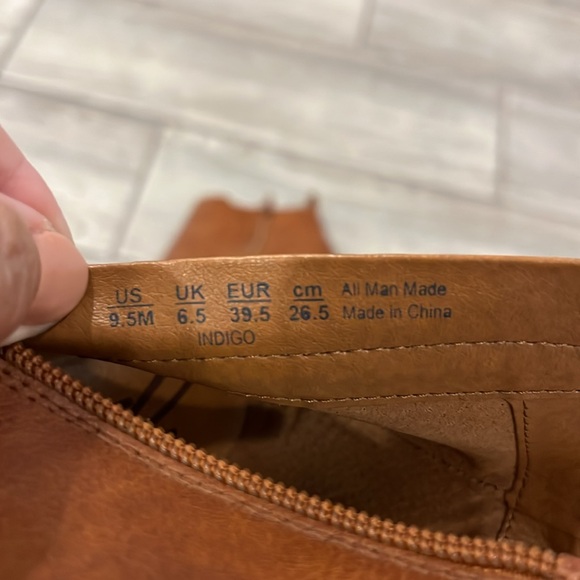 US UK EUR cm All Man Made
9.5M 6.5 39.5 26.5 Made in China
INDIGO